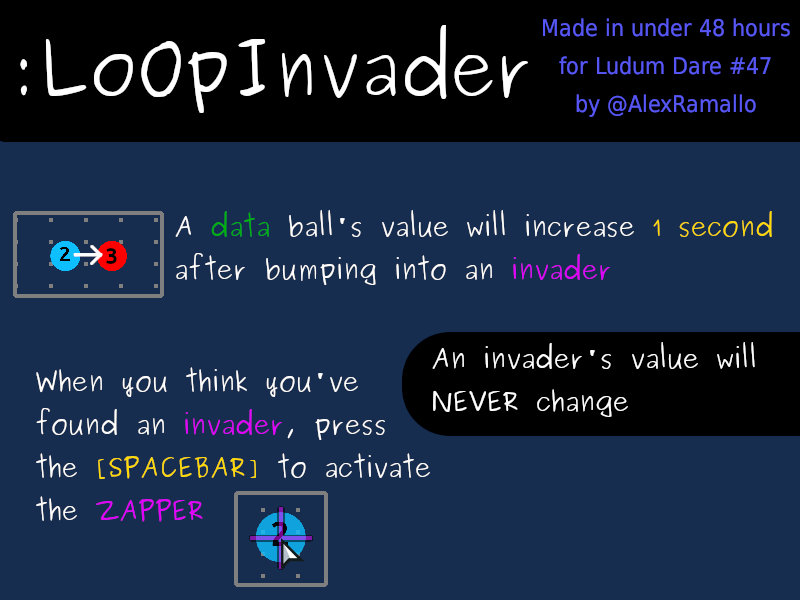 :LoOpInvader
Made in under 48 hours
for Ludum Dare #47
by @AlexRamallo
2 3
A data ball's value will increase 1 second
after bumping into an invader
An invader's value will
NEVER change
When you think you've
found an invader, press
the [SPACEBAR] to activate
the ZAPPER
2